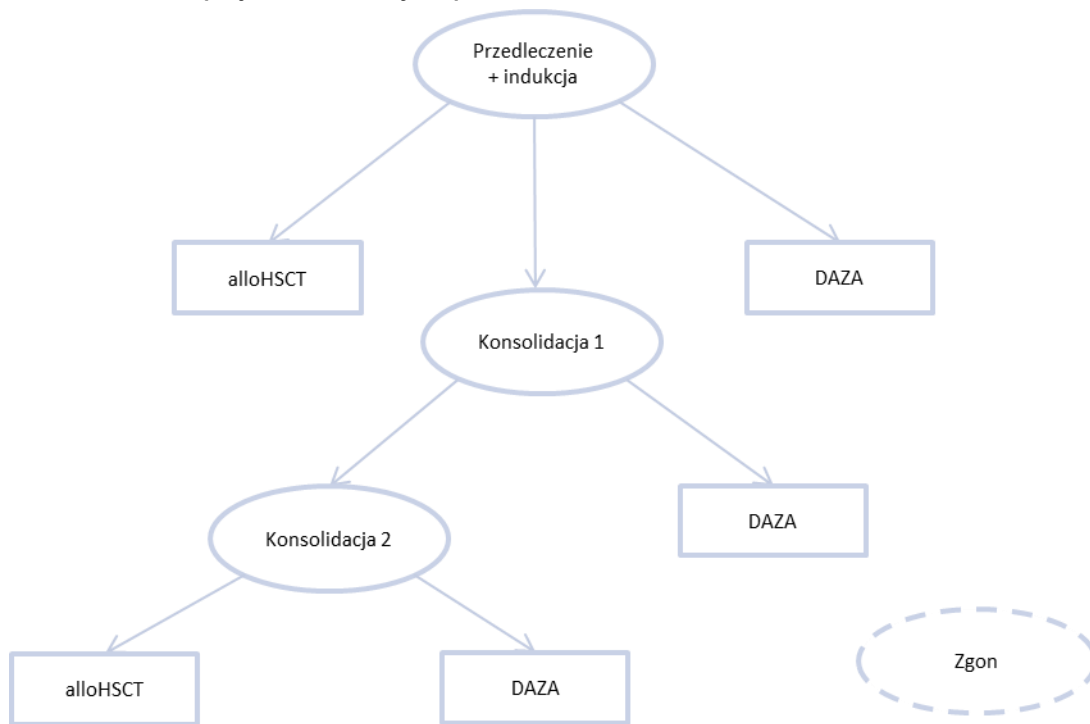 Przedleczenie
+ indukcja
alloHSCT
DAZA
Konsolidacja 1
DAZA
Konsolidacja 2
Zgon
alloHSCT
DAZA